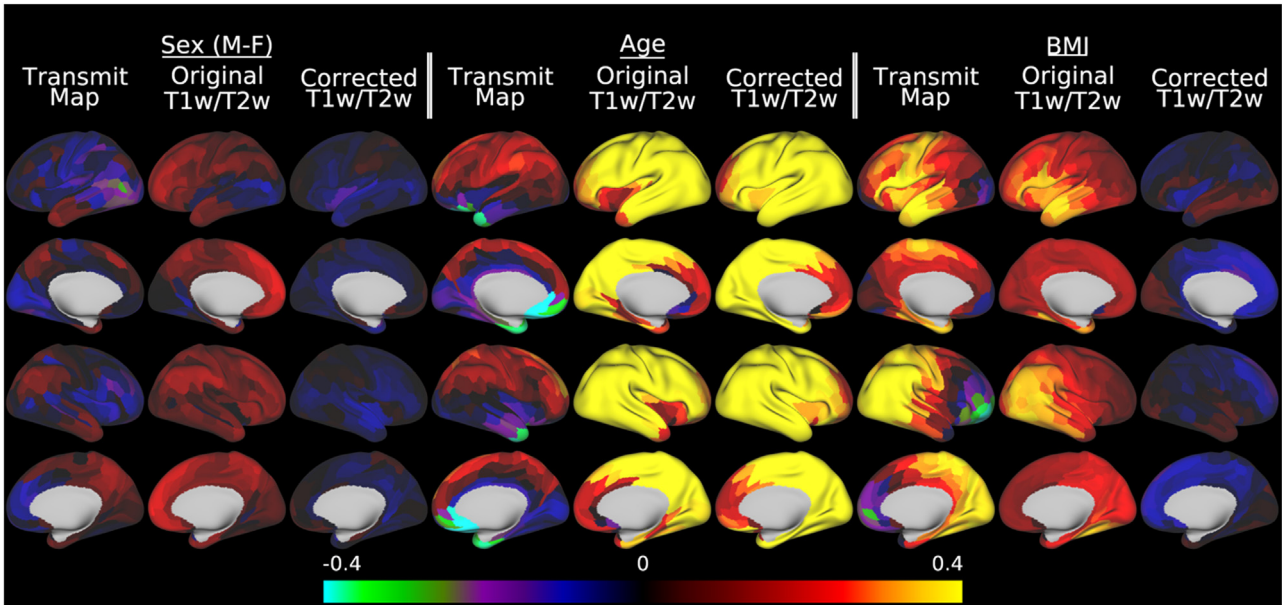 Sex (M-F)
Age
BMI
Transmit Map
Original T1w/T2w
Corrected T1w/T2w
Transmit Map
Original T1w/T2w
Corrected T1w/T2w
Transmit Map
Original T1w/T2w
Corrected T1w/T2w
-0.4
0
0.4